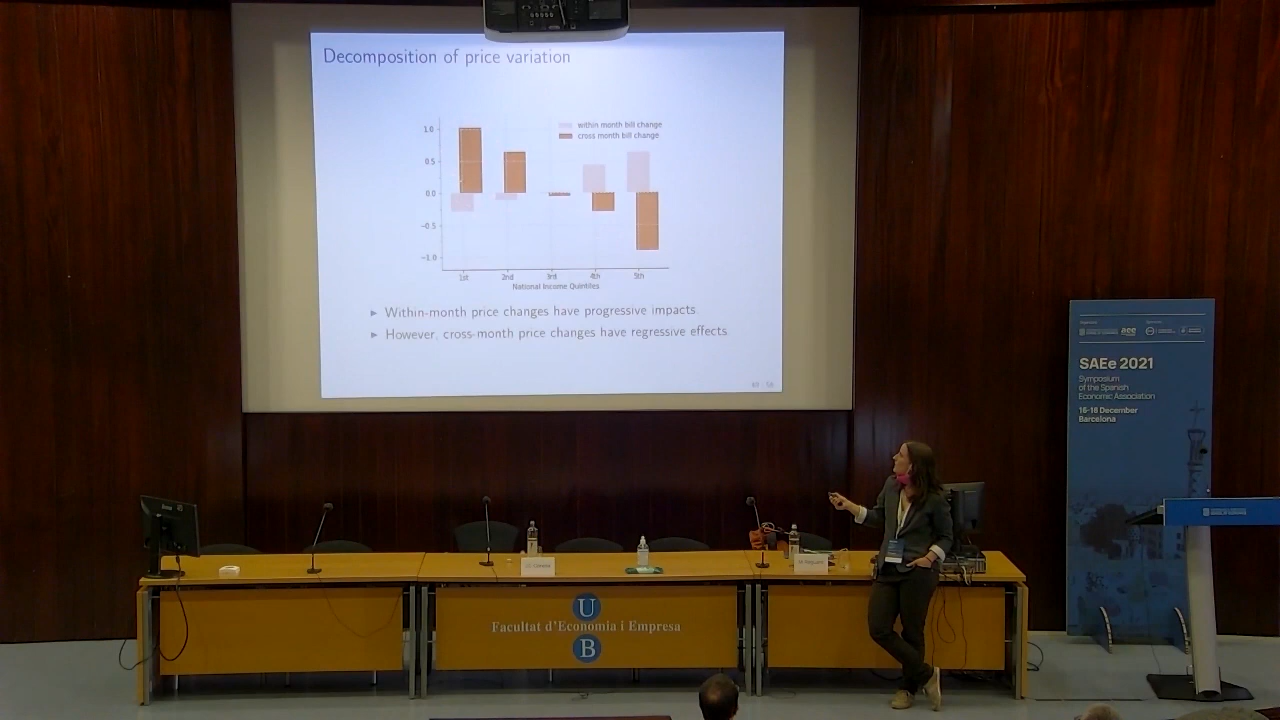 Decomposition of price variation
within month bill change
cross month bill change
1.0
0.5
0.0
−0.5
−1.0
1st 2nd 3rd 4th 5th
National Income Quintiles
Within-month price changes have progressive impacts.
However, cross-month price changes have regressive effects.
SAEe 2021
Symposium
of the Spanish
Economic Association
16-18 December
Barcelona
aee
U
Facultat d'Economia i Empresa
B